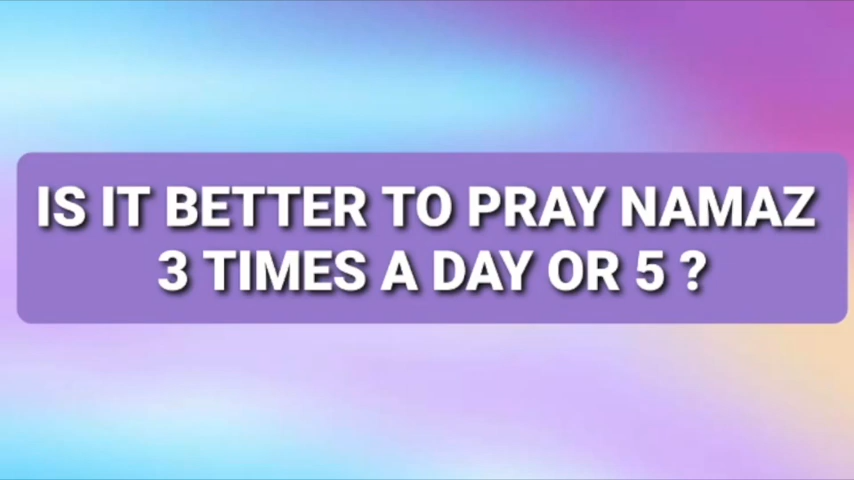 IS IT BETTER TO PRAY NAMAZ
3 TIMES A DAY OR 5 ?